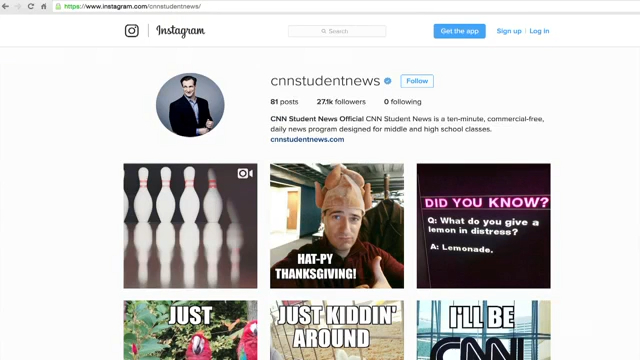 https://www.instagram.com/cnnstudentnews/
Instagram
Search
Get the app
Sign up / Log in
cnnstudentnews
Follow
81 posts 27.1k followers 0 following
CNN Student News Official CNN Student News is a ten-minute, commercial-free,
daily news program designed for middle and high school classes.
cnnstudentnews.com
HAT-PY
THANKSGIVING!
DID YOU KNOW?
Q: What do you give a
lemon in distress?
A: Lemonade.
JUST
JUST KIDDIN'
AROUND
I'LL BE
CNN